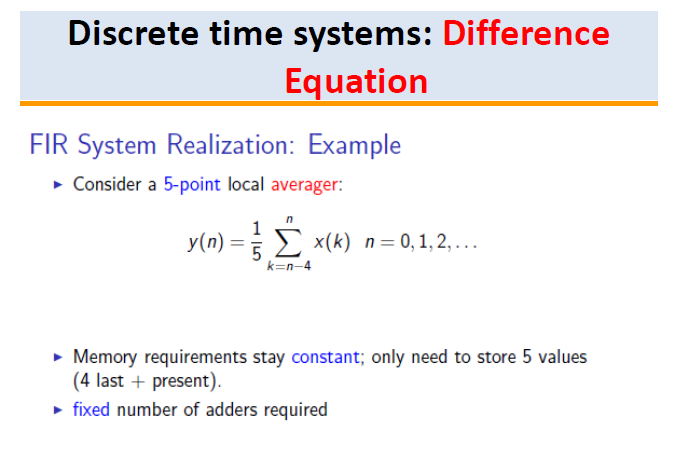 Discrete time systems: Difference
Equation
FIR System Realization: Example
▶ Consider a 5-point local averager:
y(n) = \frac{1}{5} \sum_{k=n-4}^{n} x(k) n = 0, 1, 2, . . .
▶ Memory requirements stay constant; only need to store 5 values
(4 last + present).
▶ fixed number of adders required